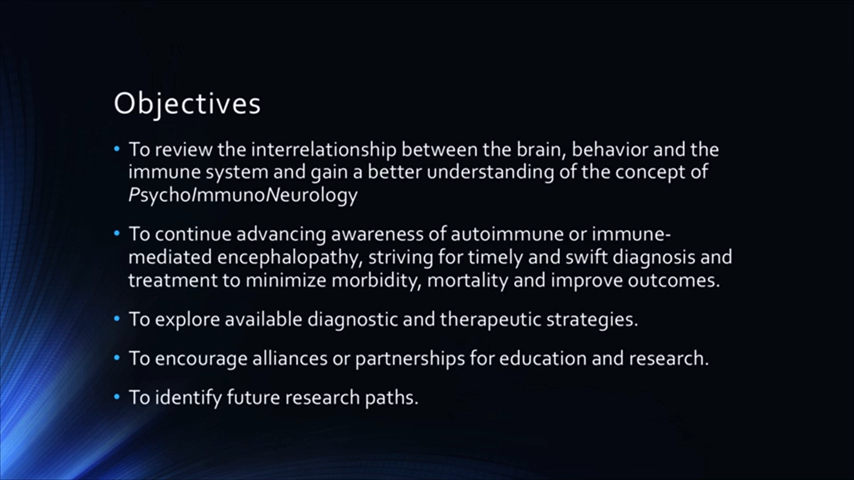 Objectives
• To review the interrelationship between the brain, behavior and the
immune system and gain a better understanding of the concept of
PsychoImmunoNeurology
• To continue advancing awareness of autoimmune or immune-
mediated encephalopathy, striving for timely and swift diagnosis and
treatment to minimize morbidity, mortality and improve outcomes.
• To explore available diagnostic and therapeutic strategies.
• To encourage alliances or partnerships for education and research.
• To identify future research paths.